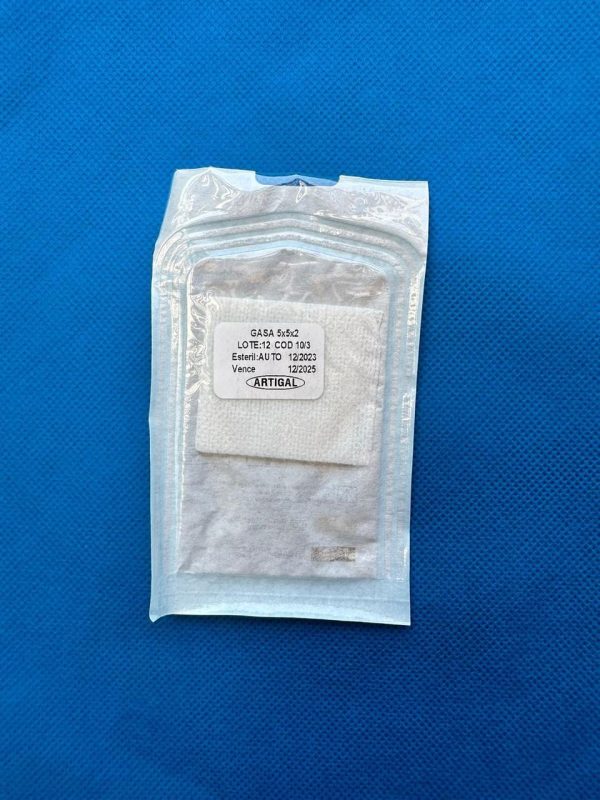 GASA 5x5x2
LOTE:12 COD 10/3
Esteril:AUTO 12/2023
Vence 12/2025
ARTIGAL